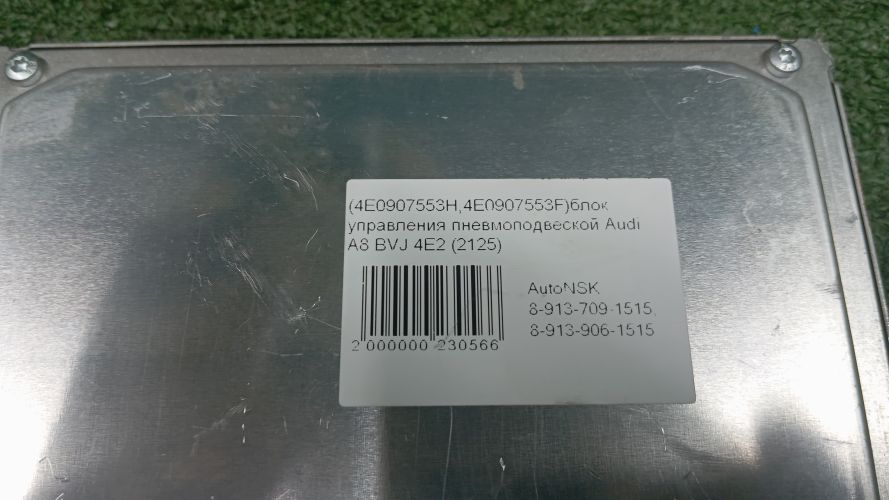 (4E0907553H,4E0907553F)блок
управления пневмоподвеской Audi
A8 BVJ 4E2 (2125)
AutoNSK
8-913-709-1515,
8-913-906-1515
2 000000 230566